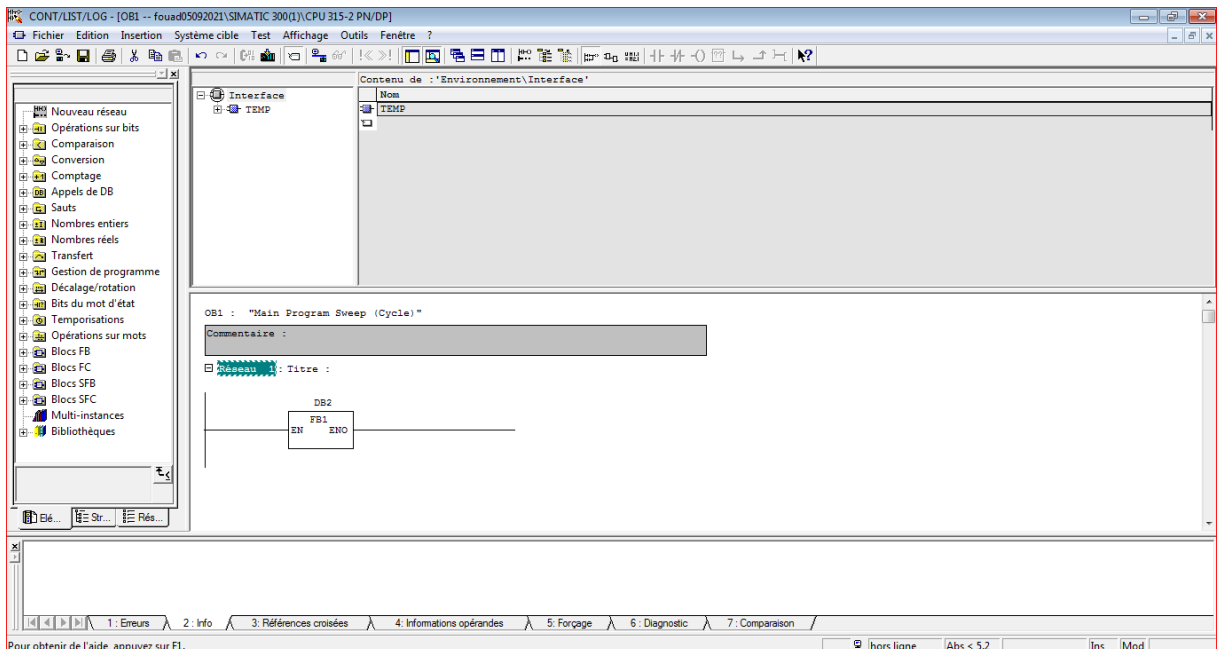 CONT/LIST/LOG - [OB1 -- fouad05092021\SIMATIC 300(1)\CPU 315-2 PN/DP]
Fichier Edition Insertion Système cible Test Affichage Outils Fenêtre ?
Contenu de :'Environnement\Interface'
Interface
TEMP
Nom
TEMP
Nouveau réseau
Opérations sur bits
Comparaison
Conversion
Comptage
Appels de DB
Sauts
Nombres entiers
Nombres réels
Transfert
Gestion de programme
Décalage/rotation
Bits du mot d'état
Temporisations
Opérations sur mots
Blocs FB
Blocs FC
Blocs SFB
Blocs SFC
Multi-instances
Bibliothèques
Elé... Str... Rés...
OB1 : "Main Program Sweep (Cycle)"
Commentaire :
Réseau 1 : Titre :
DB2
FB1
EN ENO
1 : Erreurs 2 : Info 3: Références croisées 4: Informations opérandes 5: Forçage 6 : Diagnostic 7 : Comparaison
Pour obtenir de l'aide, appuyez sur F1. hors ligne Abs < 5.2 Ins Mod